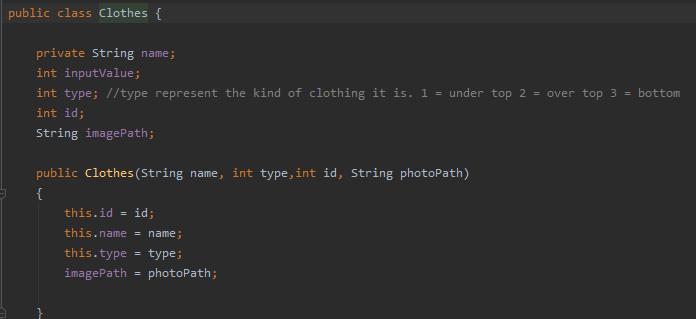 public class Clothes {
private String name;
int inputValue;
int type; //type represent the kind of clothing it is. 1 = under top 2 = over top 3 = bottom
int id;
String imagePath;
public Clothes(String name, int type,int id, String photoPath)
{
this.id = id;
this.name = name;
this.type = type;
imagePath = photoPath;
}